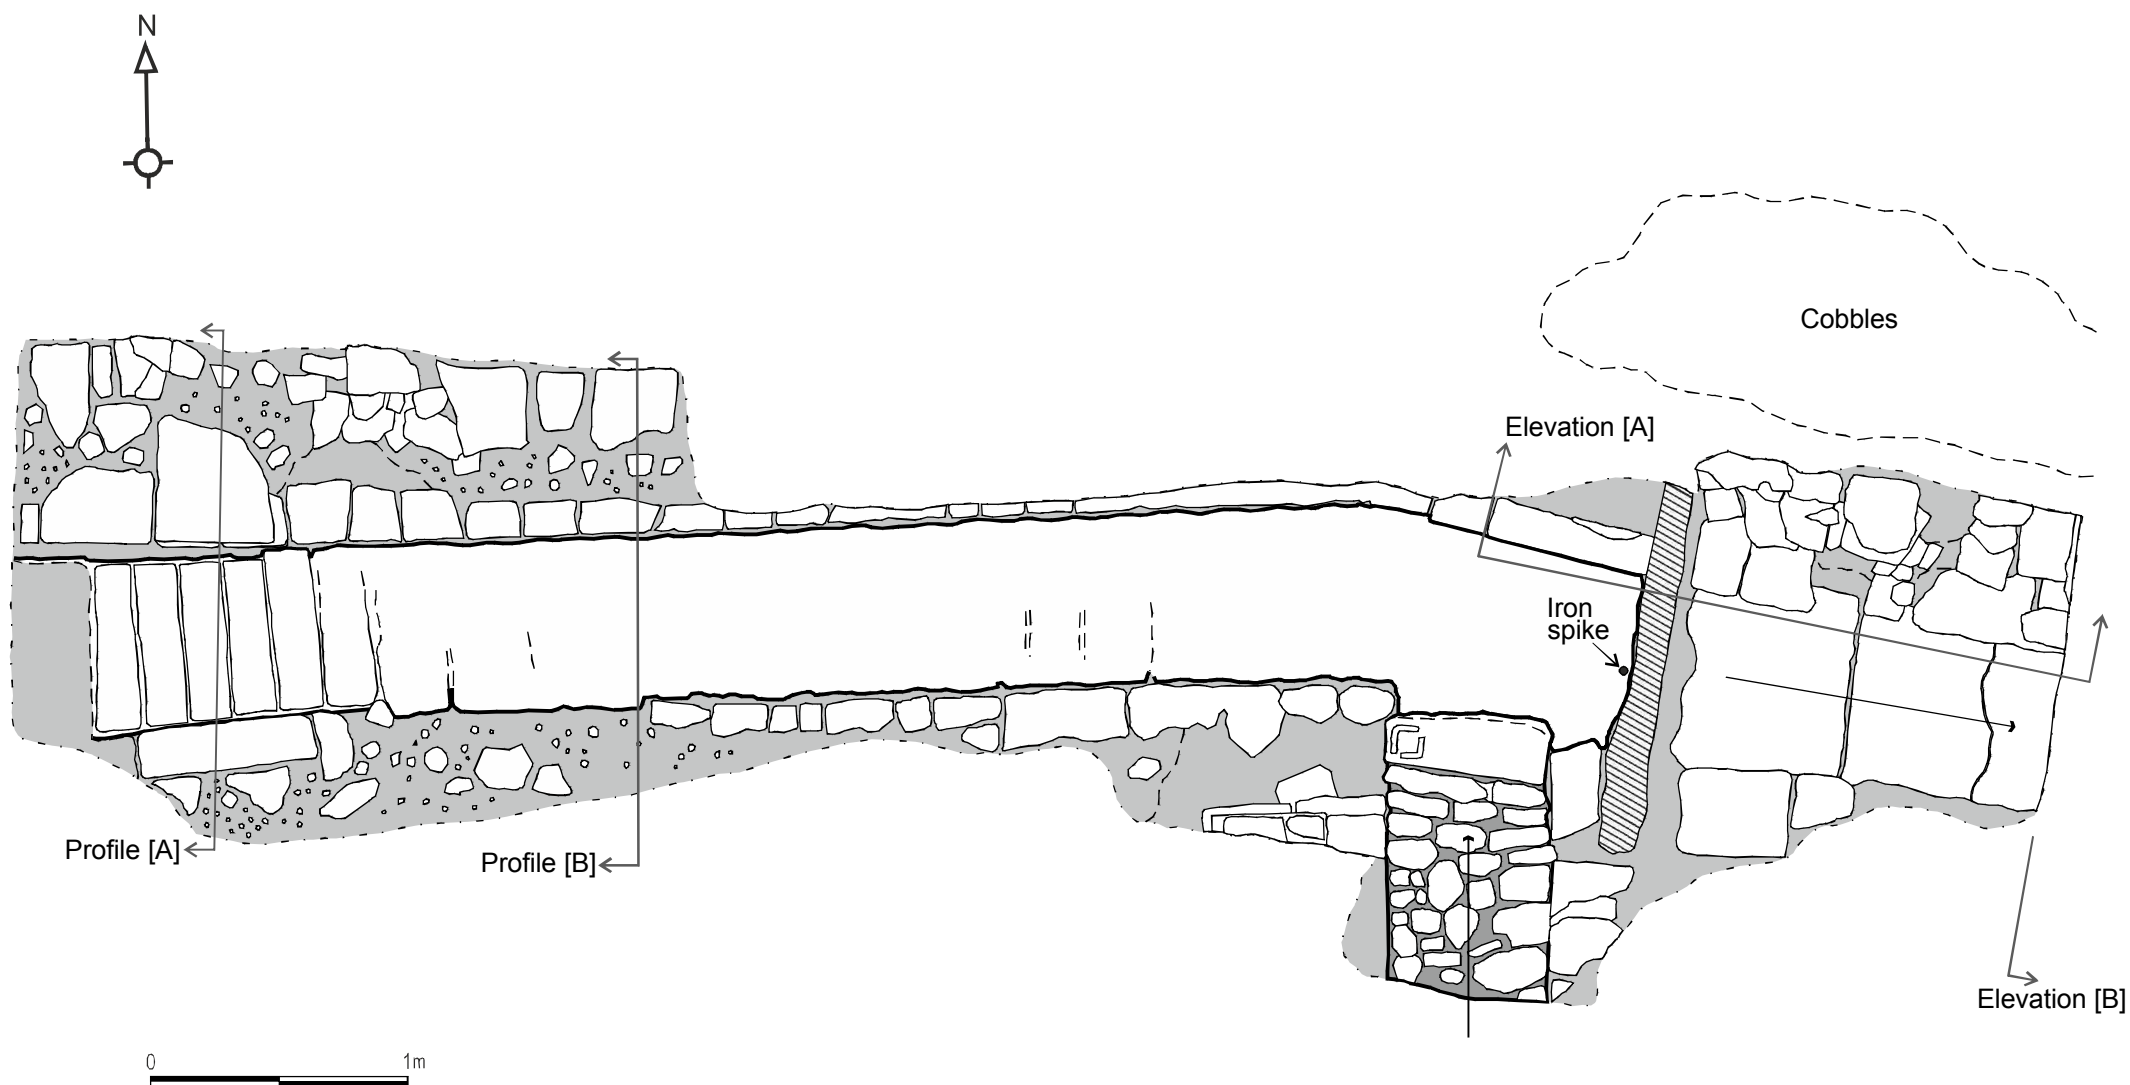 N
Cobbles
Elevation [A]
Iron
spike
Profile [A]
Profile [B]
Elevation [B]
0 1m